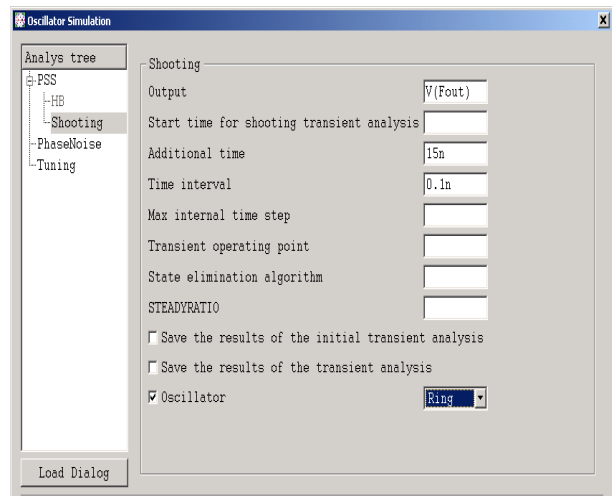 Oscillator Simulation
Analys tree
PSS
HB
Shooting
PhaseNoise
Tuning
Load Dialog
Shooting
Output V(Fout)
Start time for shooting transient analysis
Additional time 15n
Time interval 0.1n
Max internal time step
Transient operating point
State elimination algorithm
STEADYRATIO
Save the results of the initial transient analysis
Save the results of the transient analysis
Oscillator Ring